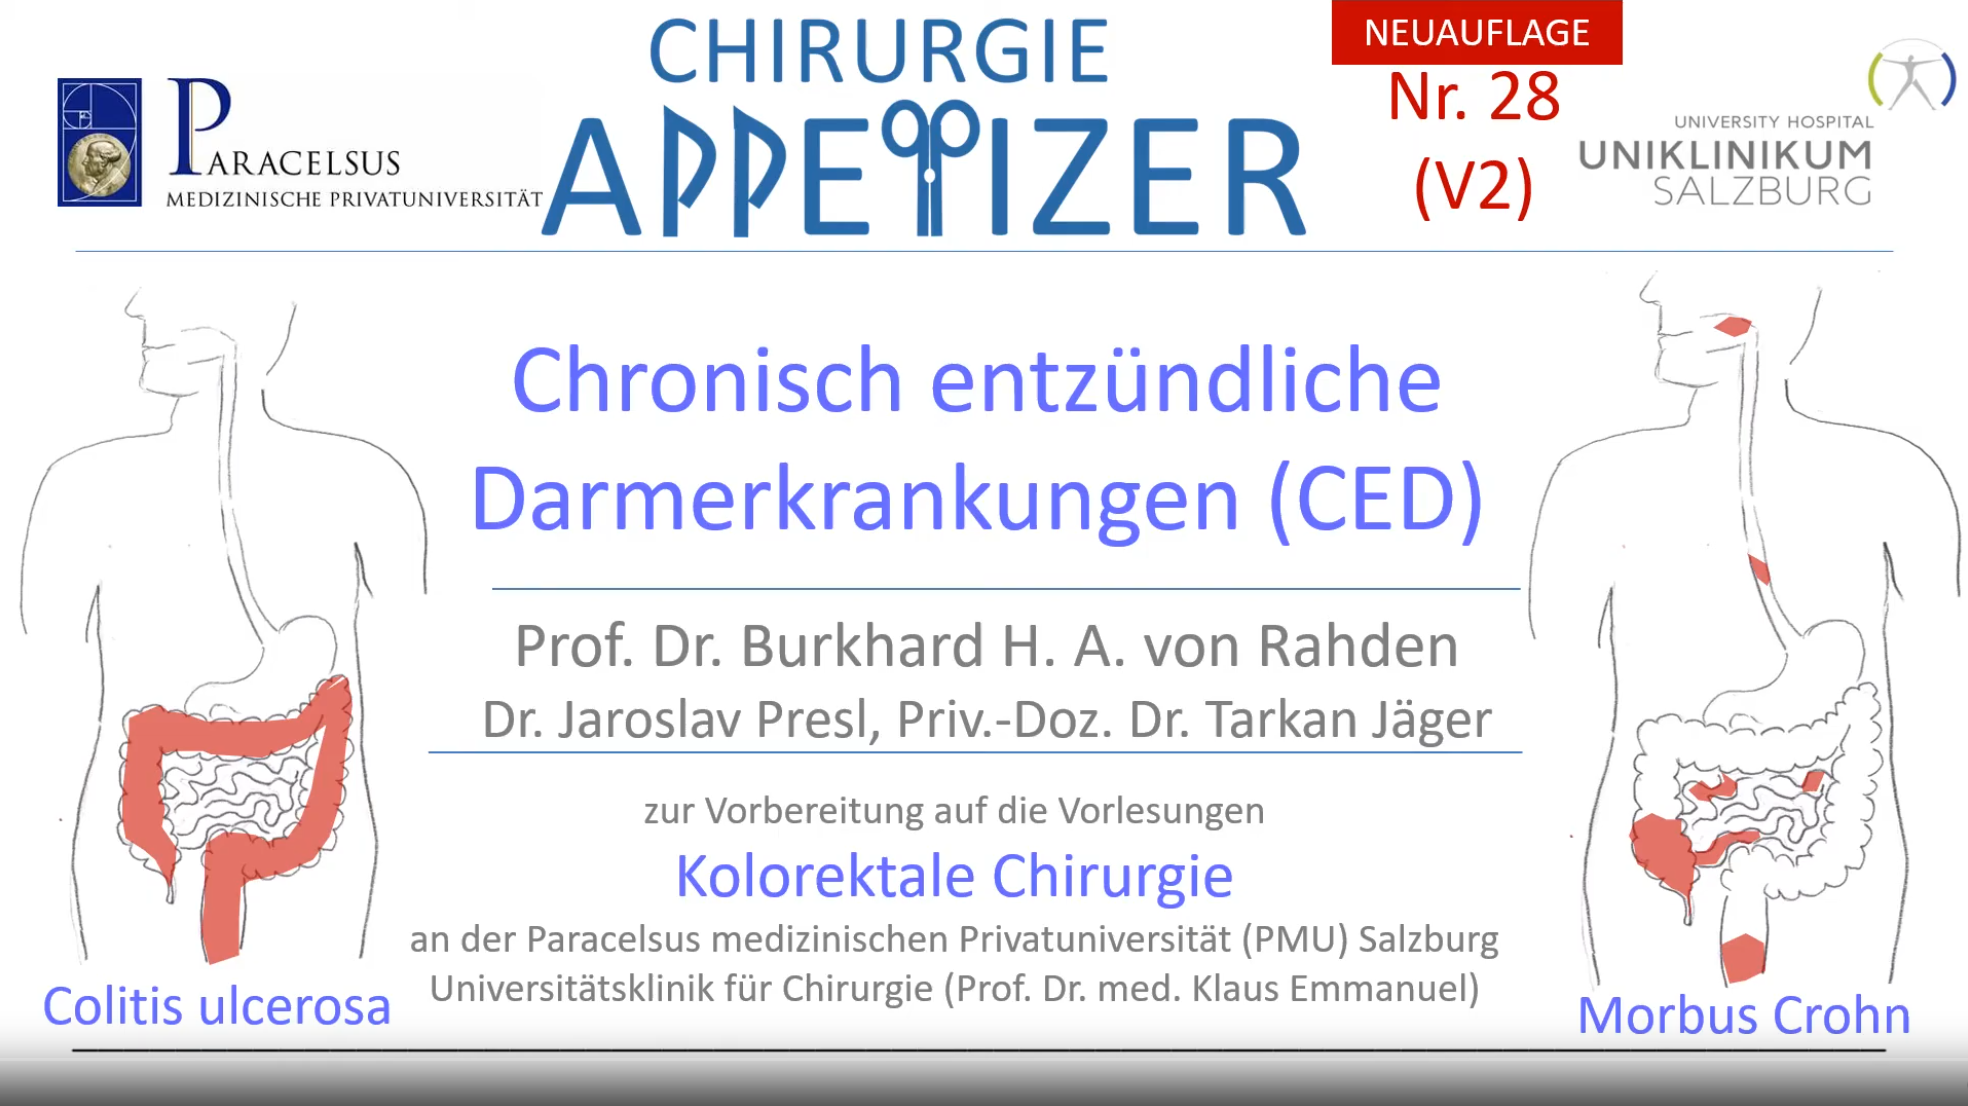 PARACELSUS
MEDIZINISCHE PRIVATUNIVERSITÄT
CHIRURGIE
APPETIZER
NEUAUFLAGE
Nr. 28
(V2)
UNIVERSITY HOSPITAL
UNIKLINIKUM
SALZBURG
Chronisch entzündliche
Darmerkrankungen (CED)
Prof. Dr. Burkhard H. A. von Rahden
Dr. Jaroslav Presl, Priv.-Doz. Dr. Tarkan Jäger
zur Vorbereitung auf die Vorlesungen
Kolorektale Chirurgie
an der Paracelsus medizinischen Privatuniversität (PMU) Salzburg
Universitätsklinik für Chirurgie (Prof. Dr. med. Klaus Emmanuel)
Colitis ulcerosa
Morbus Crohn